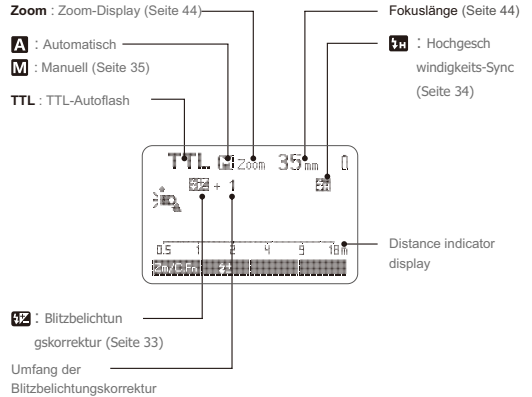 Zoom : Zoom-Display (Seite 44)
Fokuslänge (Seite 44)
A : Automatisch
M : Manuell (Seite 35)
TTL : TTL-Autoflash
H : Hochgesch
windigkeits-Sync
(Seite 34)
TTL M Zoom 35mm
+ 1
0.5 1 2 4 9 18m
Zm/C.Fn
Distance indicator
display
: Blitzbelichtun
gskorrektur (Seite 33)
Umfang der
Blitzbelichtungskorrektur